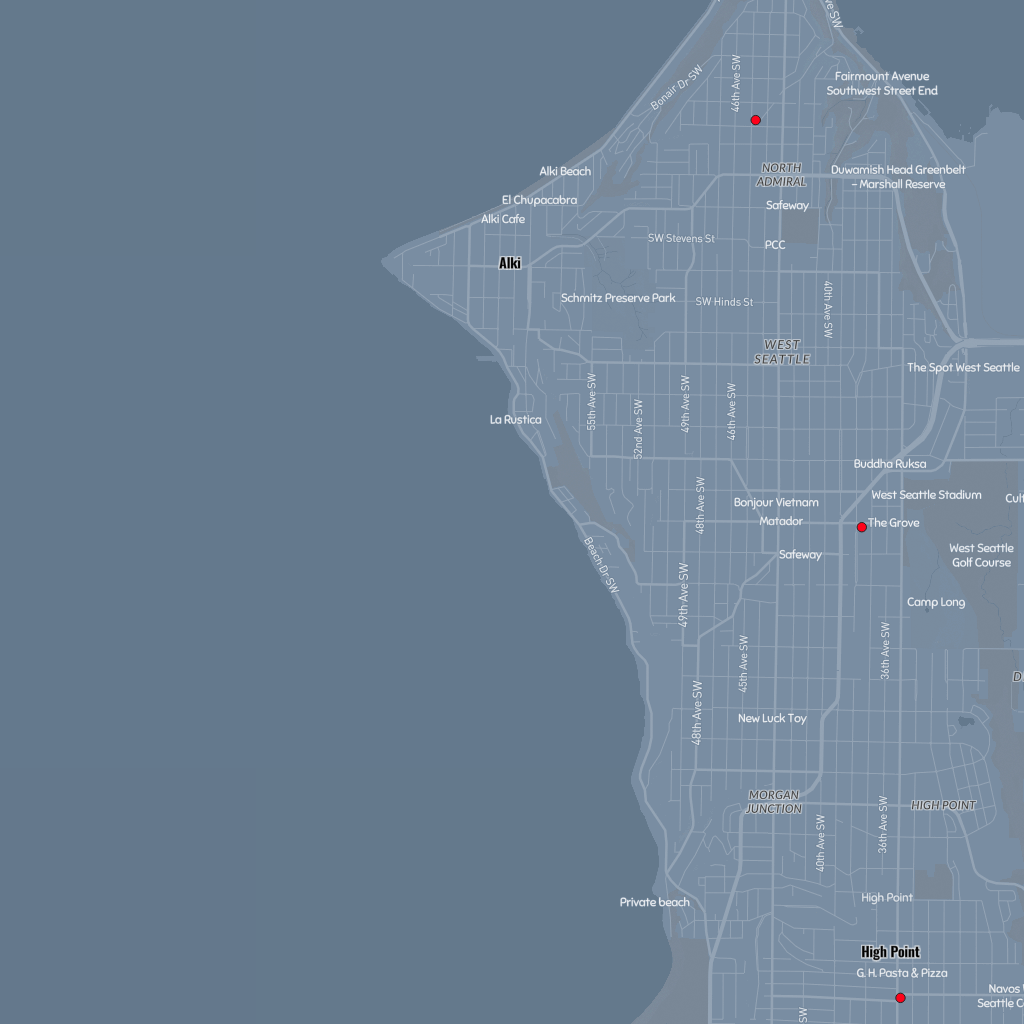 ve SW
46th Ave SW
Bonair Dr SW
Fairmount Avenue
Southwest Street End
Alki Beach
NORTH
ADMIRAL
Duwamish Head Greenbelt
– Marshall Reserve
El Chupacabra
Safeway
Alki Cafe
SW Stevens St
PCC
Alki
Schmitz Preserve Park
SW Hinds St
40th Ave SW
WEST
SEATTLE
The Spot West Seattle
55th Ave SW
52nd Ave SW
49th Ave SW
46th Ave SW
La Rustica
Buddha Ruksa
West Seattle Stadium
Cult
Bonjour Vietnam
48th Ave SW
Matador
The Grove
Safeway
West Seattle
Golf Course
Beach Dr SW
49th Ave SW
Camp Long
45th Ave SW
36th Ave SW
D
48th Ave SW
New Luck Toy
MORGAN
JUNCTION
HIGH POINT
40th Ave SW
36th Ave SW
High Point
Private beach
High Point
G. H. Pasta & Pizza
Navos
Seattle C
SW